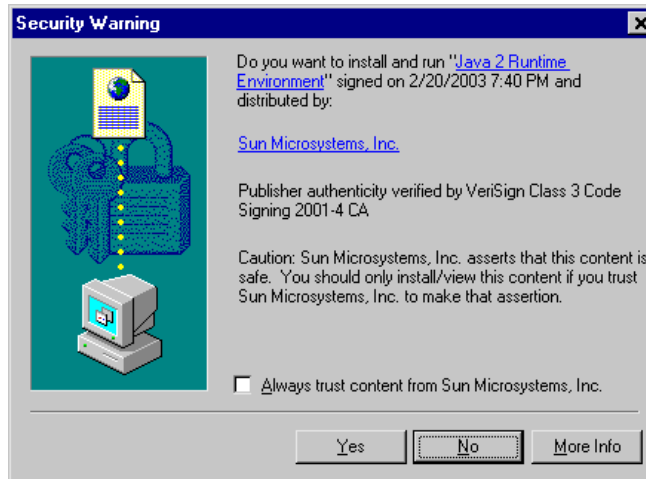 Security Warning
Do you want to install and run "Java 2 Runtime
Environment" signed on 2/20/2003 7:40 PM and
distributed by:
Sun Microsystems, Inc.
Publisher authenticity verified by VeriSign Class 3 Code
Signing 2001-4 CA
Caution: Sun Microsystems, Inc. asserts that this content is
safe.  You should only install/view this content if you trust
Sun Microsystems, Inc. to make that assertion.
Always trust content from Sun Microsystems, Inc.
Yes No More Info